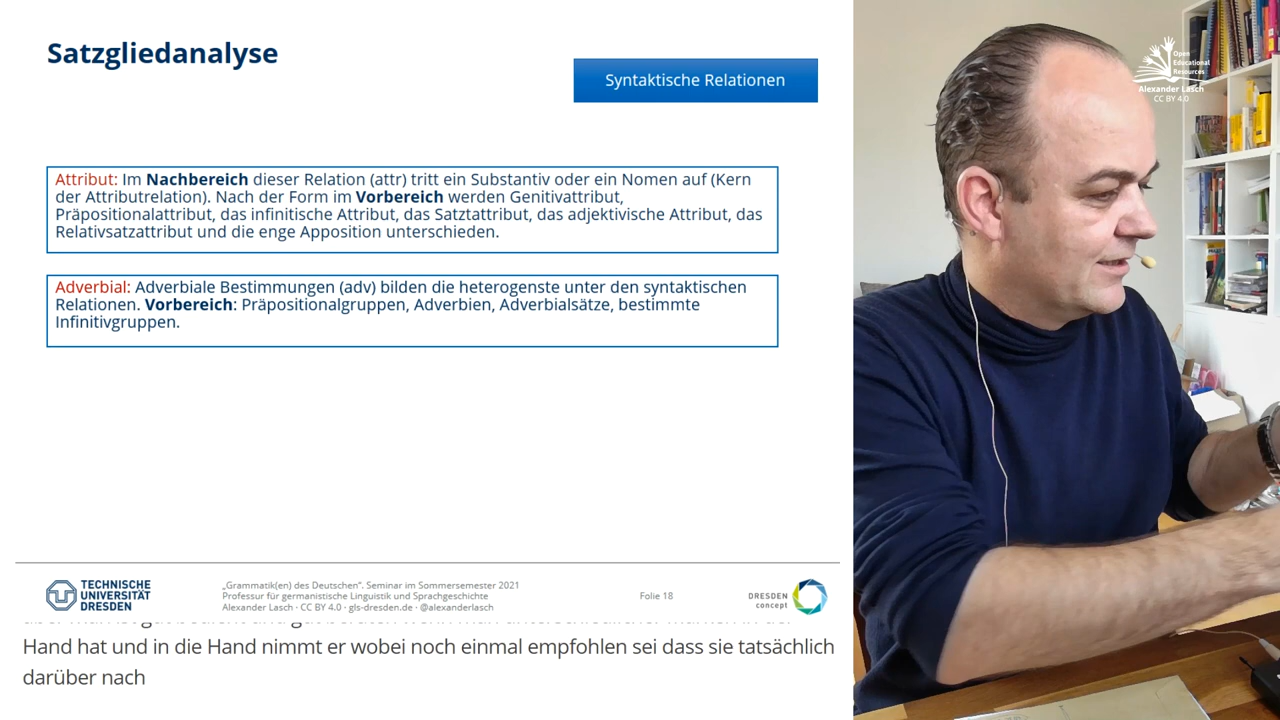 Satzgliedanalyse
Syntaktische Relationen
Attribut: Im Nachbereich dieser Relation (attr) tritt ein Substantiv oder ein Nomen auf (Kern
der Attributrelation). Nach der Form im Vorbereich werden Genitivattribut,
Präpositionalattribut, das infinitische Attribut, das Satztattribut, das adjektivische Attribut, das
Relativsatzattribut und die enge Apposition unterschieden.
Adverbial: Adverbiale Bestimmungen (adv) bilden die heterogenste unter den syntaktischen
Relationen. Vorbereich: Präpositionalgruppen, Adverbien, Adverbialsätze, bestimmte
Infinitivgruppen.
TECHNISCHE
UNIVERSITÄT
DRESDEN
„Grammatik(en) des Deutschen“. Seminar im Sommersemester 2021
Professur für germanistische Linguistik und Sprachgeschichte
Alexander Lasch · CC BY 4.0 · gls-dresden.de · @alexanderlasch
Folie 18
DRESDEN
concept
Hand hat und in die Hand nimmt er wobei noch einmal empfohlen sei dass sie tatsächlich
darüber nach
Open
Educational
Resources
Alexander Lasch
CC BY 4.0